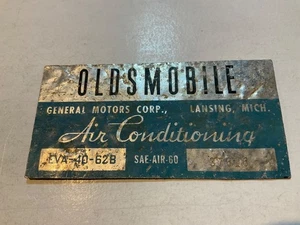 OLDSMOBILE
GENERAL MOTORS CORP., LANSING, MICH.
Air Conditioning
EVA-40-62B SAE-AIR-60